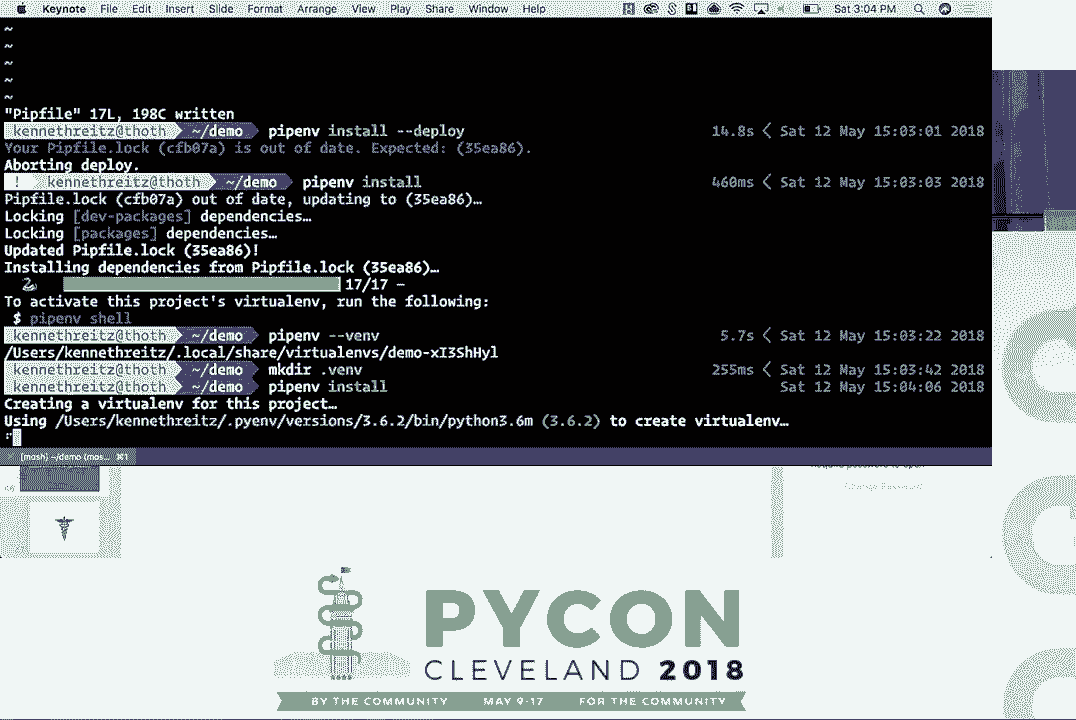 Keynote File Edit Insert Slide Format Arrange View Play Share Window Help Sat 3:04 PM
~
~
~
~
~
"Pipfile" 17L, 198C written
kennethreitz@thoth ~/demo pipenv install --deploy 14.8s < Sat 12 May 15:03:01 2018
Your Pipfile.lock (cfb07a) is out of date. Expected: (35ea86).
Aborting deploy.
! kennethreitz@thoth ~/demo pipenv install 460ms < Sat 12 May 15:03:03 2018
Pipfile.lock (cfb07a) out of date, updating to (35ea86)…
Locking [dev-packages] dependencies…
Locking [packages] dependencies…
Updated Pipfile.lock (35ea86)!
Installing dependencies from Pipfile.lock (35ea86)…
17/17 —
To activate this project's virtualenv, run the following:
$ pipenv shell
kennethreitz@thoth ~/demo pipenv --venv 5.7s < Sat 12 May 15:03:22 2018
/Users/kennethreitz/.local/share/virtualenvs/demo-xI3ShHyl
kennethreitz@thoth ~/demo mkdir .venv 255ms < Sat 12 May 15:03:42 2018
kennethreitz@thoth ~/demo pipenv install Sat 12 May 15:04:06 2018
Creating a virtualenv for this project…
Using /Users/kennethreitz/.pyenv/versions/3.6.2/bin/python3.6m (3.6.2) to create virtualenv…
[mosh] ~/demo (mos... ⌘1
Change Password
PYCON
CLEVELAND 2018
BY THE COMMUNITY MAY 9-17 FOR THE COMMUNITY